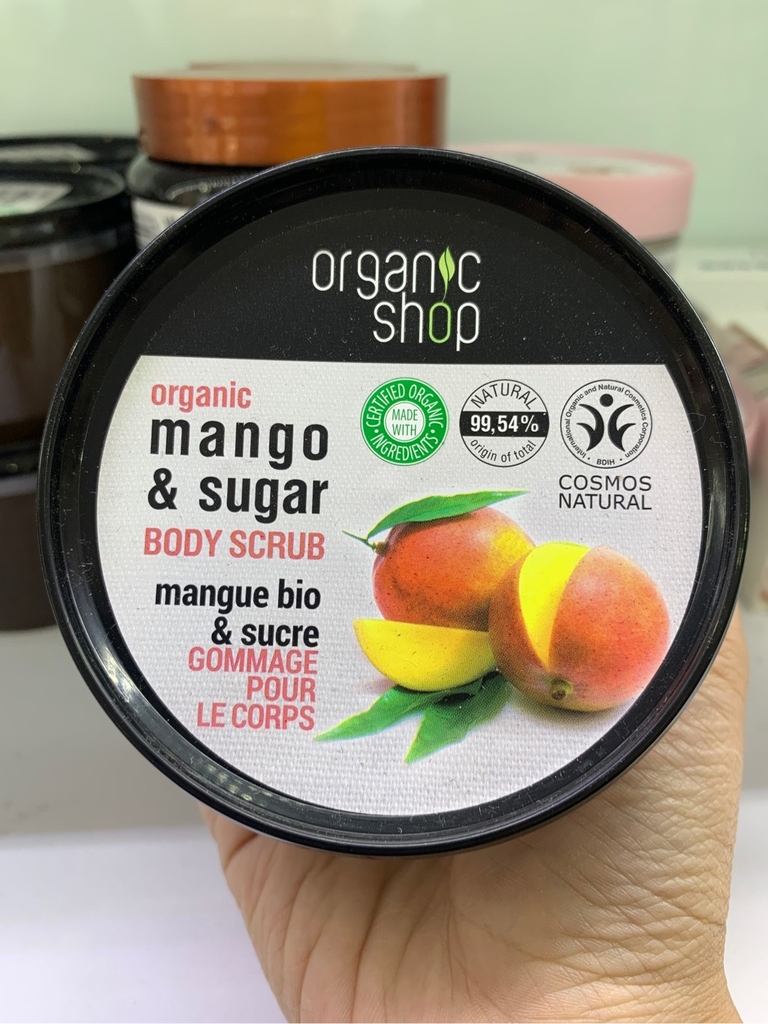 organic
shop
organic
mango
& sugar
BODY SCRUB
mangue bio
& sucre
GOMMAGE
POUR
LE CORPS
CERTIFIED ORGANIC
MADE
WITH
INGREDIENTS
NATURAL
99,54%
origin of total
International Organic and Natural Cosmetics Corporation
BDIH
COSMOS
NATURAL